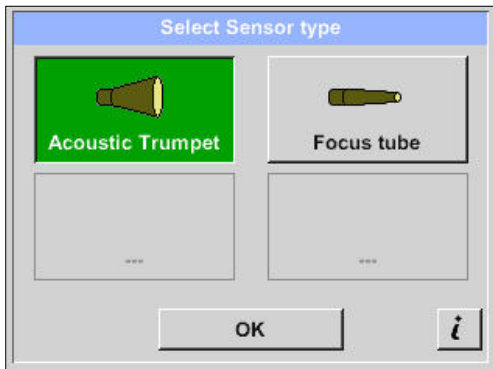 Select Sensor type
Acoustic Trumpet
Focus tube
---
---
OK
i